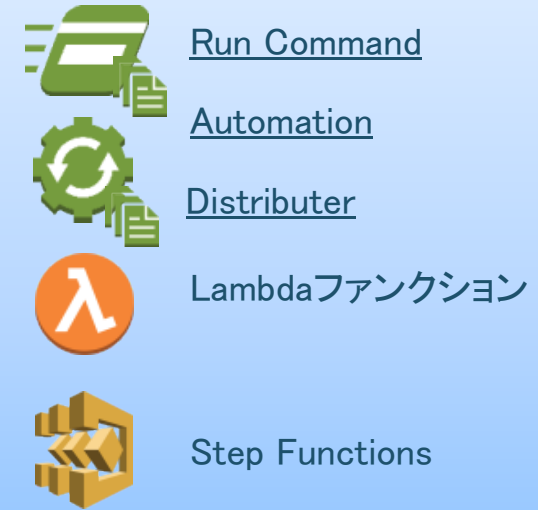 Run Command
Automation
Distributer
Lambdaファンクション
Step Functions